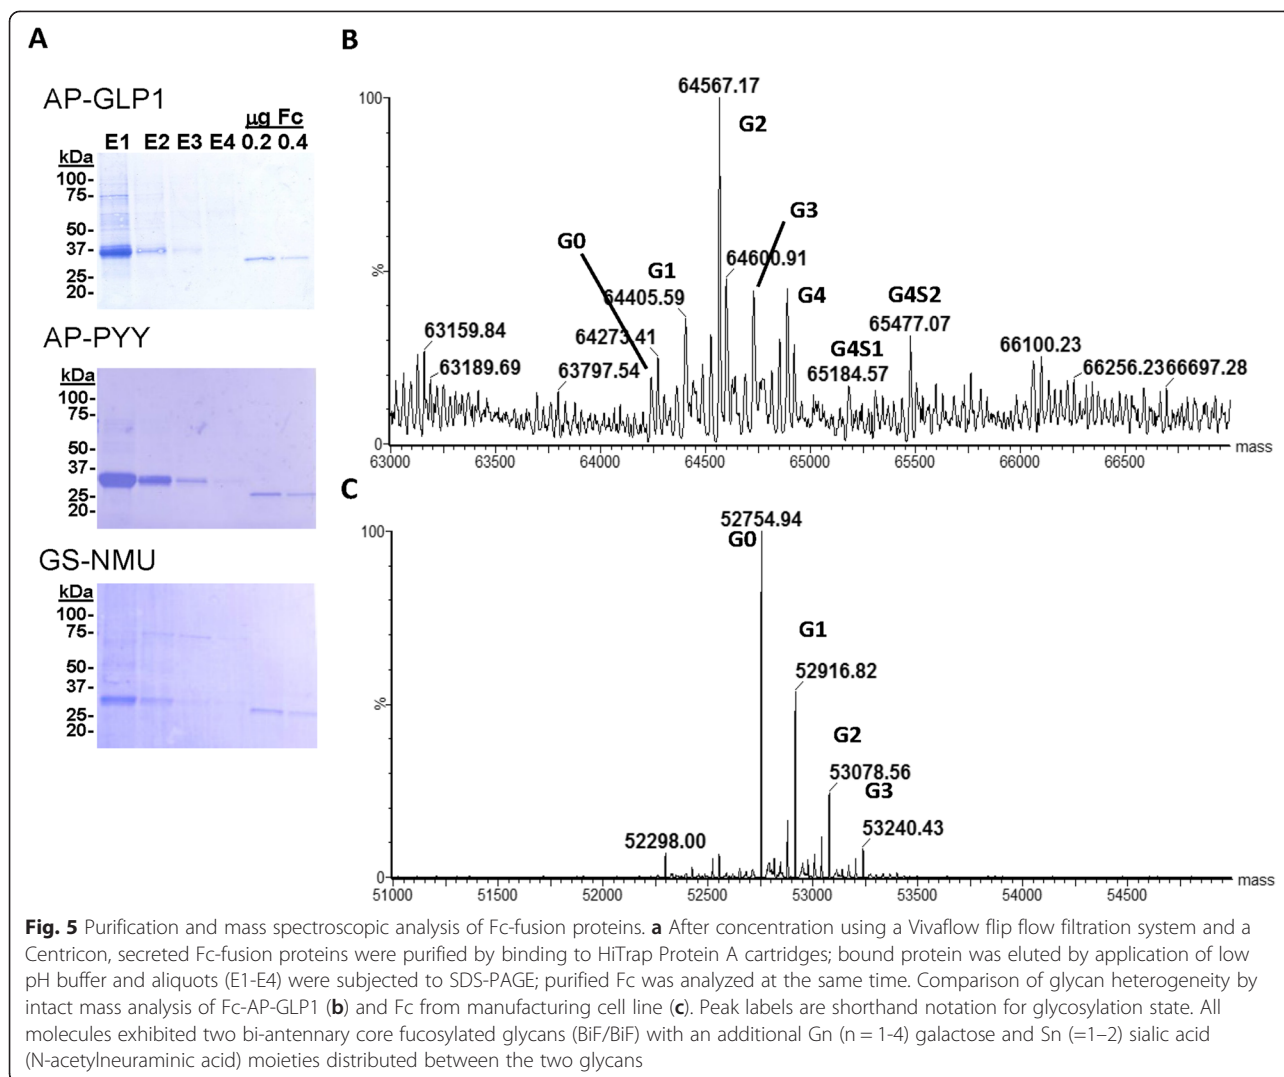 A
AP-GLP1
µg Fc
E1 E2 E3 E4 0.2 0.4
kDa
100-
75-
50-
37-
25-
20-
AP-PYY
kDa
100-
75-
50-
37-
25-
20-
GS-NMU
kDa
100-
75-
50-
37-
25-
20-
B
100
%
0
64567.17
G2
G3
G0
64600.91
G1
64405.59
G4
G4S2
65477.07
63159.84
64273.41
G4S1
66100.23
63189.69
63797.54
65184.57
66256.23
66697.28
63000 63500 64000 64500 65000 65500 66000 66500
mass
C
100
%
0
52754.94
G0
G1
52916.82
G2
53078.56
G3
52298.00
53240.43
51000 51500 52000 52500 53000 53500 54000 54500
mass
Fig. 5 Purification and mass spectroscopic analysis of Fc-fusion proteins. a After concentration using a Vivaflow flip flow filtration system and a
Centricon, secreted Fc-fusion proteins were purified by binding to HiTrap Protein A cartridges; bound protein was eluted by application of low
pH buffer and aliquots (E1-E4) were subjected to SDS-PAGE; purified Fc was analyzed at the same time. Comparison of glycan heterogeneity by
intact mass analysis of Fc-AP-GLP1 (b) and Fc from manufacturing cell line (c). Peak labels are shorthand notation for glycosylation state. All
molecules exhibited two bi-antennary core fucosylated glycans (BiF/BiF) with an additional Gn (n = 1-4) galactose and Sn (=1–2) sialic acid
(N-acetylneuraminic acid) moieties distributed between the two glycans